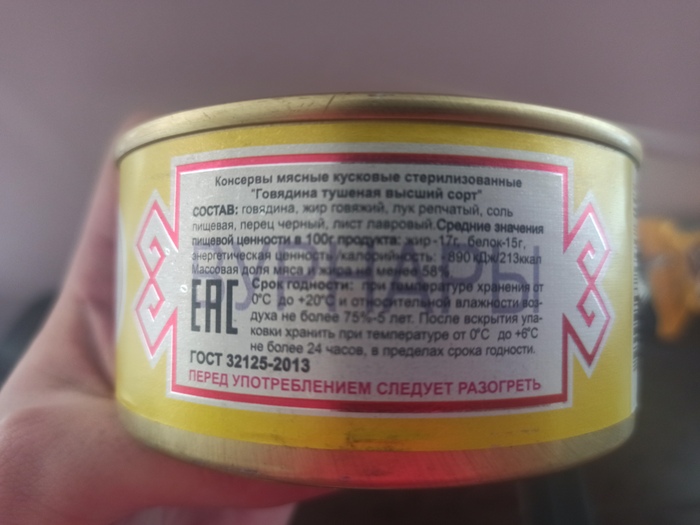 Консервы мясные кусковые стерилизованные
"Говядина тушеная высший сорт"
СОСТАВ: говядина, жир говяжий, лук репчатый, соль
пищевая, перец черный, лист лавровый.Средние значения
пищевой ценности в 100г продукта: жир -17г, белок-15г,
энергетическая ценность /калорийность: 890 кДж/213ккал
Массовая доля мяса и жира не менее 58%
Срок годности: при температуре хранения от
0°С до +20°С и относительной влажности воз-
духа не более 75%-5 лет. После вскрытия упа-
ковки хранить при температуре от 0°С до +6°С
не более 24 часов, в пределах срока годности.
EAC
ГОСТ 32125-2013
ПЕРЕД УПОТРЕБЛЕНИЕМ СЛЕДУЕТ РАЗОГРЕТЬ